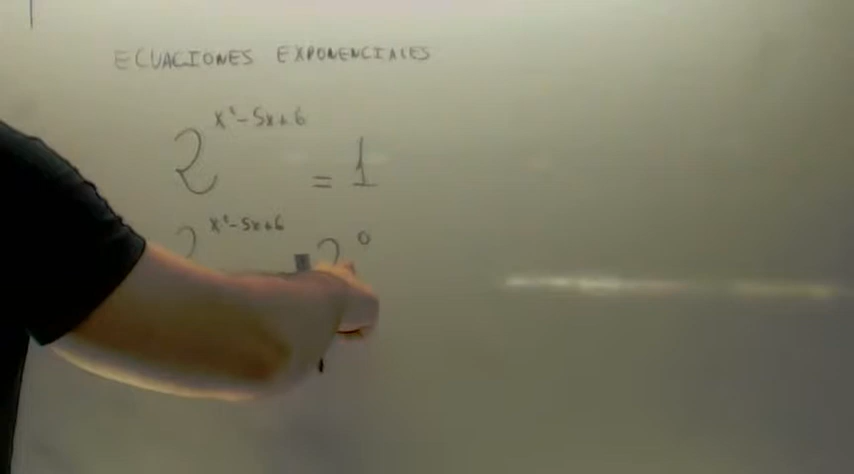 ECUACIONES EXPONENCIALES
2^{x²-5x+6} = 1
2^{x²-5x+6} 2^{0}